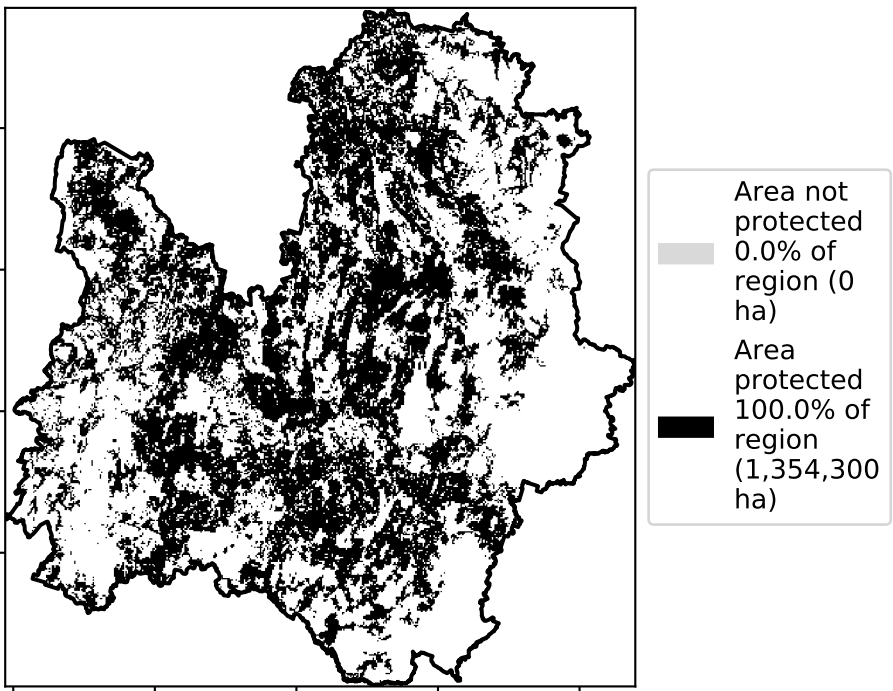 Area not
protected
0.0% of
region (0
ha)
Area
protected
100.0% of
region
(1,354,300
ha)